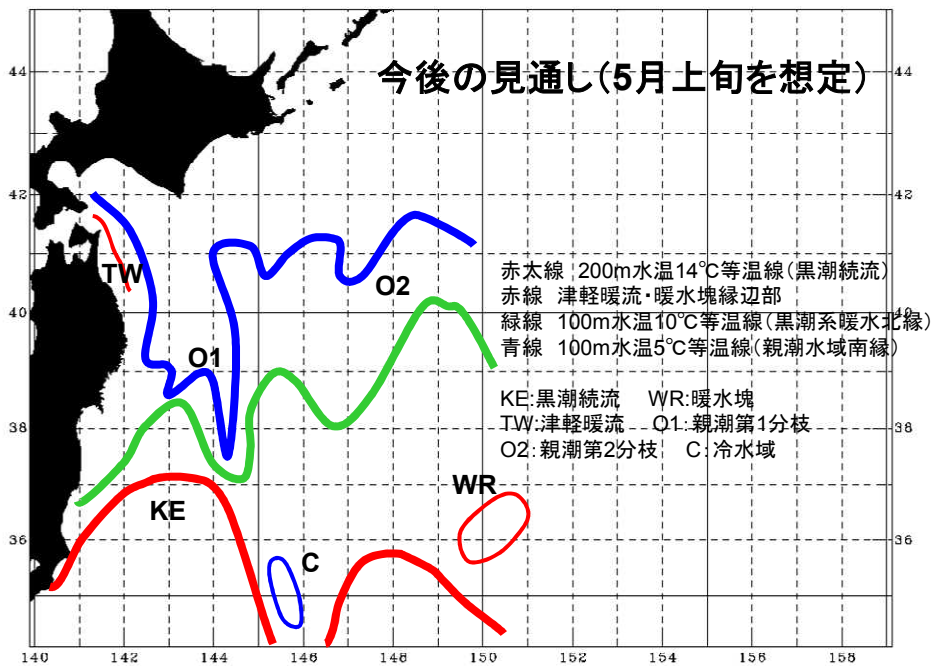 今後の見通し(5月上旬を想定)
44
44
42
42
TW
O2
赤太線 200m水温14℃等温線(黒潮続流)
赤線 津軽暖流・暖水塊縁辺部
40
40
緑線 100m水温10℃等温線(黒潮系暖水北縁)
青線 100m水温5℃等温線(親潮水域南縁)
O1
KE:黒潮続流 WR:暖水塊
TW:津軽暖流 O1:親潮第1分枝
38
38
O2:親潮第2分枝 C:冷水域
WR
KE
36
36
C
140 142 144 146 148 150 152 154 156 158